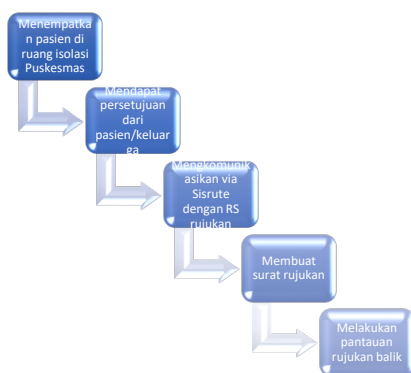 Menempatka
n pasien di
ruang isolasi
Puskesmas
Mendapat
persetujuan
dari
pasien/keluar
ga
Mengkomunik
asikan via
Sisrute
dengan RS
rujukan
Membuat
surat rujukan
Melakukan
pantauan
rujukan balik